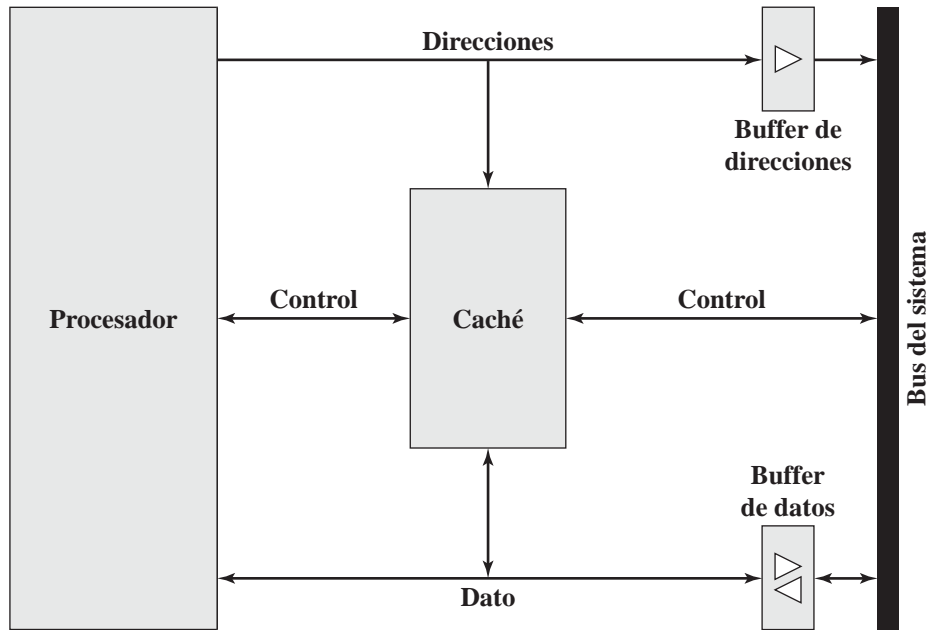 Direcciones
Buffer de
direcciones
Procesador
Control
Caché
Control
Bus del sistema
Buffer
de datos
Dato